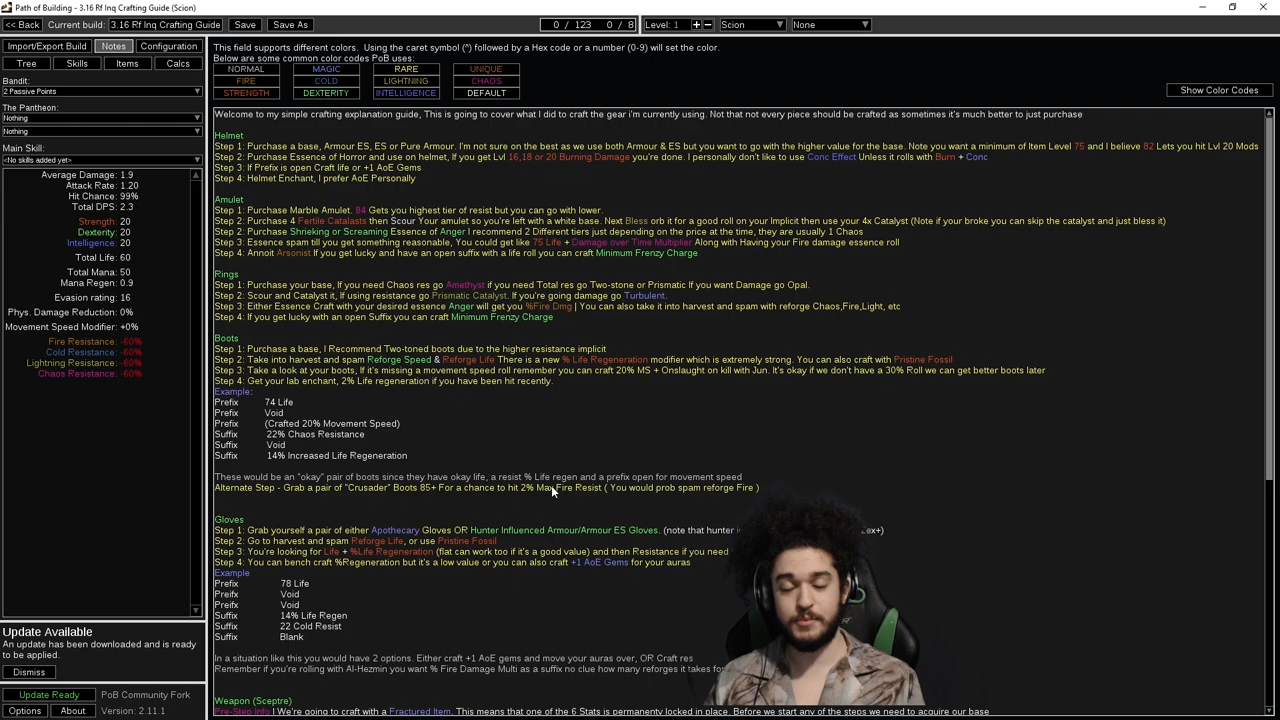 Path of Building - 3.16 Rf Inq Crafting Guide (Scion)
<< Back Current build: 3.16 Rf Inq Crafting Guide Save Save As 0 / 123 0 / 8 Level: 1 + - Scion None
Import/Export Build Notes Configuration
Tree Skills Items Calcs
Bandit:
2 Passive Points
The Pantheon:
Nothing
Nothing
Main Skill:
<No skills added yet>
Average Damage: 1.9
Attack Rate: 1.20
Hit Chance: 99%
Total DPS: 2.3
Strength: 20
Dexterity: 20
Intelligence: 20
Total Life: 60
Total Mana: 50
Mana Regen: 0.9
Evasion rating: 16
Phys. Damage Reduction: 0%
Movement Speed Modifier: +0%
Fire Resistance: -60%
Cold Resistance: -60%
Lightning Resistance: -60%
Chaos Resistance: -60%
Update Available
An update has been downloaded and is ready
to be applied.
Dismiss
Update Ready PoB Community Fork
Options About Version: 2.11.1
This field supports different colors. Using the caret symbol (^) followed by a Hex code or a number (0-9) will set the color.
Below are some common color codes PoB uses:
NORMAL MAGIC RARE UNIQUE
FIRE COLD LIGHTNING CHAOS
STRENGTH DEXTERITY INTELLIGENCE DEFAULT
Show Color Codes
Welcome to my simple crafting explanation guide, This is going to cover what I did to craft the gear i'm currently using. Not that not every piece should be crafted as sometimes it's much better to just purchase
Helmet
Step 1: Purchase a base, Armour ES, ES or Pure Armour. I'm not sure on the best as we use both Armour & ES but you want to go with the higher value for the base. Note you want a minimum of Item Level 75 and I believe 82 Lets you hit Lvl 20 Mods
Step 2: Purchase Essence of Horror and use on helmet, If you get Lvl 16,18 or 20 Burning Damage you're done. I personally don't like to use Conc Effect Unless it rolls with Burn + Conc
Step 3: If Prefix is open Craft life or +1 AoE Gems
Step 4: Helmet Enchant, I prefer AoE Personally
Amulet
Step 1: Purchase Marble Amulet. 84 Gets you highest tier of resist but you can go with lower.
Step 2: Purchase 4 Fertile Catalasts then Scour Your amulet so you're left with a white base. Next Bless orb it for a good roll on your Implicit then use your 4x Catalyst (Note if your broke you can skip the catalyst and just bless it)
Step 2: Purchase Shrieking or Screaming Essence of Anger I recommend 2 Different tiers just depending on the price at the time, they are usually 1 Chaos
Step 3: Essence spam till you get something reasonable, You could get like 75 Life + Damage over Time Multiplier Along with Having your Fire damage essence roll
Step 4: Annoit Arsonist If you get lucky and have an open suffix with a life roll you can craft Minimum Frenzy Charge
Rings
Step 1: Purchase your base, If you need Chaos res go Amethyst if you need Total res go Two-stone or Prismatic If you want Damage go Opal.
Step 2: Scour and Catalyst it, If using resistance go Prismatic Catalyst. If you're going damage go Turbulent.
Step 3: Either Essence Craft with your desired essence Anger will get you %Fire Dmg | You can also take it into harvest and spam with reforge Chaos,Fire,Light, etc
Step 4: If you get lucky with an open Suffix you can craft Minimum Frenzy Charge
Boots
Step 1: Purchase a base, I Recommend Two-toned boots due to the higher resistance implicit
Step 2: Take into harvest and spam Reforge Speed & Reforge Life There is a new % Life Regeneration modifier which is extremely strong. You can also craft with Pristine Fossil
Step 3: Take a look at your boots, If it's missing a movement speed roll remember you can craft 20% MS + Onslaught on kill with Jun. It's okay if we don't have a 30% Roll we can get better boots later
Step 4: Get your lab enchant, 2% Life regeneration if you have been hit recently.
Example:
Prefix 74 Life
Prefix Void
Prefix (Crafted 20% Movement Speed)
Suffix 22% Chaos Resistance
Suffix Void
Suffix 14% Increased Life Regeneration
These would be an "okay" pair of boots since they have okay life, a resist % Life regen and a prefix open for movement speed
Alternate Step - Grab a pair of "Crusader" Boots 85+ For a chance to hit 2% Max Fire Resist ( You would prob spam reforge Fire )
Gloves
Step 1: Grab yourself a pair of either Apothecary Gloves OR Hunter Influenced Armour/Armour ES Gloves. (note that hunter ex+)
Step 2: Go to harvest and spam Reforge Life, or use Pristine Fossil
Step 3: You're looking for Life + %Life Regeneration (flat can work too if it's a good value) and then Resistance if you need
Step 4: You can bench craft %Regeneration but it's a low value or you can also craft +1 AoE Gems for your auras
Example
Prefix 78 Life
Prefix Void
Prefix Void
Suffix 14% Life Regen
Suffix 22 Cold Resist
Suffix Blank
In a situation like this you would have 2 options. Either craft +1 AoE gems and move your auras over, OR Craft res
Remember if you're rolling with Al-Hezmin you want % Fire Damage Multi as a suffix no clue how many reforges it takes for
Weapon (Sceptre)
Pre-Step Info | We're going to craft with a Fractured Item. This means that one of the 6 Stats is permanently locked in place. Before we start any of the steps we need to acquire our base